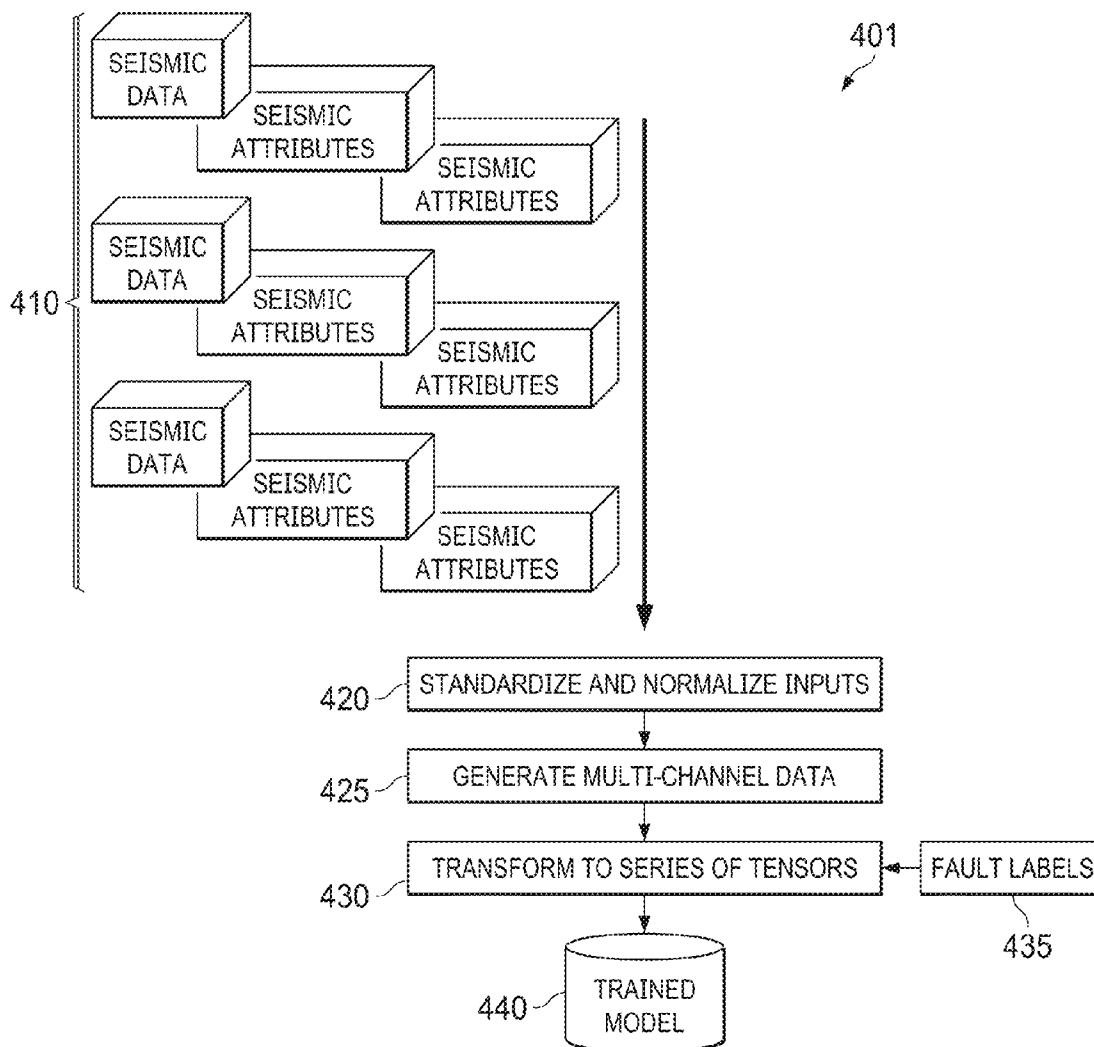 401
SEISMIC
DATA
SEISMIC
ATTRIBUTES
SEISMIC
ATTRIBUTES
410
SEISMIC
DATA
SEISMIC
ATTRIBUTES
SEISMIC
ATTRIBUTES
SEISMIC
DATA
SEISMIC
ATTRIBUTES
SEISMIC
ATTRIBUTES
420
STANDARDIZE AND NORMALIZE INPUTS
425
GENERATE MULTI-CHANNEL DATA
430
TRANSFORM TO SERIES OF TENSORS
FAULT LABELS
435
440
TRAINED
MODEL